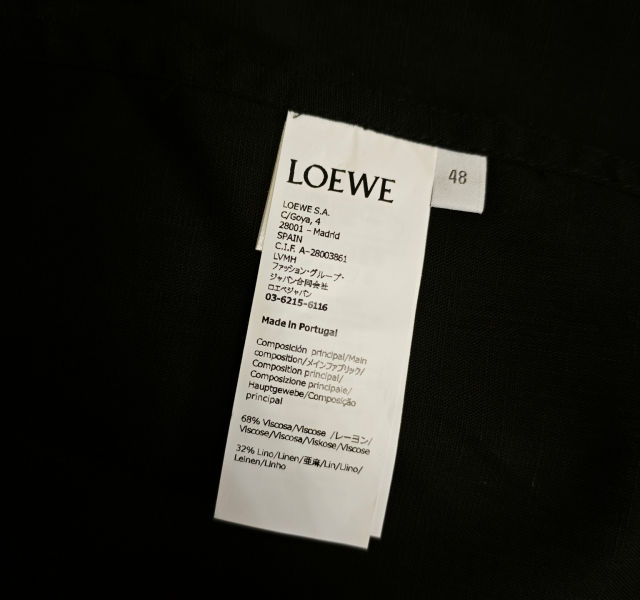 LOEWE
48
LOEWE S.A.
C/Goya, 4
28001 - Madrid
SPAIN
C.I.F. A-28003861
LVMH
ファッション・グループ・
ジャパン合同会社
ロエベジャパン
03-6215-6116
Made in Portugal
Composición principal/Main
composition/メインファブリック/
Composition principal/
Composizione principale/
Hauptgewebe/Composição
principal
68% Viscosa/Viscose /レーヨン/
Viscose/Viscosa/Viskose/Viscose
32% Lino/Linen/亜麻/Lin/Lino/
Leinen/Linho